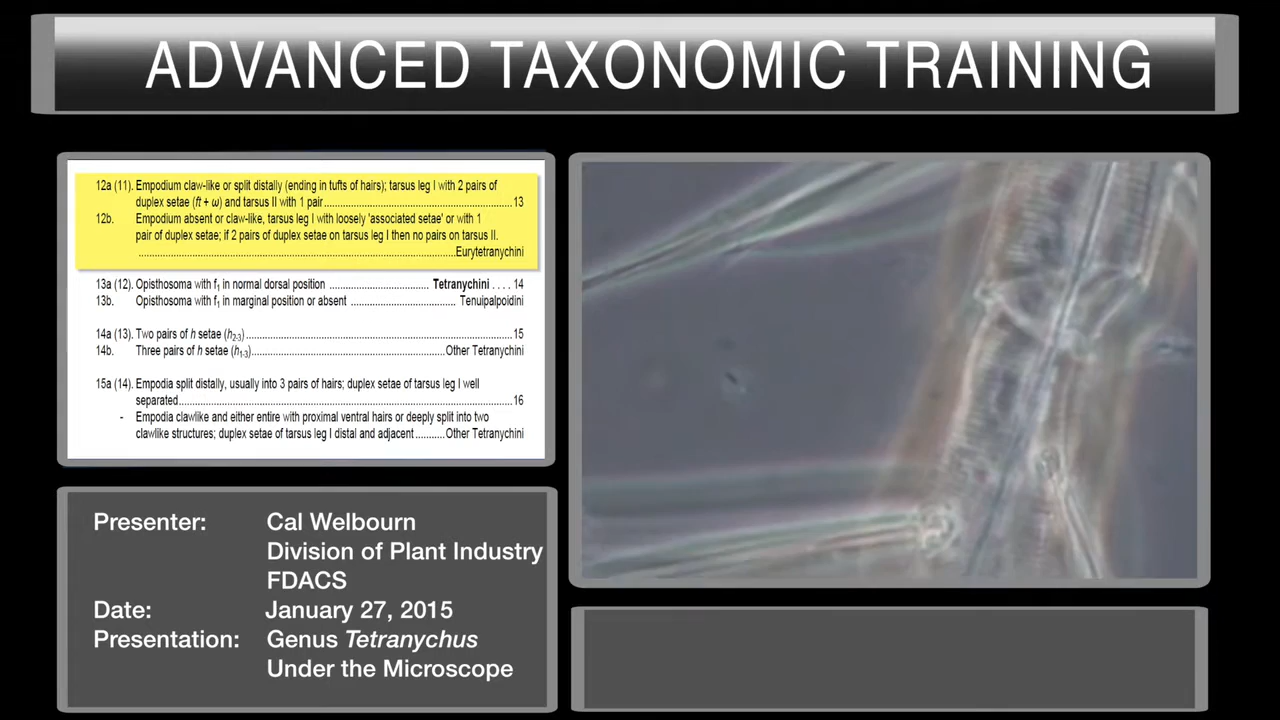 ADVANCED TAXONOMIC TRAINING
12a (11). Empodium claw-like or split distally (ending in tufts of hairs); tarsus leg I with 2 pairs of
duplex setae (ft + ω) and tarsus II with 1 pair..........13
12b. Empodium absent or claw-like, tarsus leg I with loosely 'associated setae' or with 1
pair of duplex setae; if 2 pairs of duplex setae on tarsus leg I then no pairs on tarsus II.
..........Eurytetranychini
13a (12). Opisthosoma with f1 in normal dorsal position .......... Tetranychini . . . . 14
13b. Opisthosoma with f1 in marginal position or absent .......... Tenuipalpoidini
14a (13). Two pairs of h setae (h2-3)..........15
14b. Three pairs of h setae (h1-3)..........Other Tetranychini
15a (14). Empodia split distally, usually into 3 pairs of hairs; duplex setae of tarsus leg I well
separated..........16
- Empodia clawlike and either entire with proximal ventral hairs or deeply split into two
clawlike structures; duplex setae of tarsus leg I distal and adjacent..........Other Tetranychini
Presenter: Cal Welbourn
Division of Plant Industry
FDACS
Date: January 27, 2015
Presentation: Genus Tetranychus
Under the Microscope